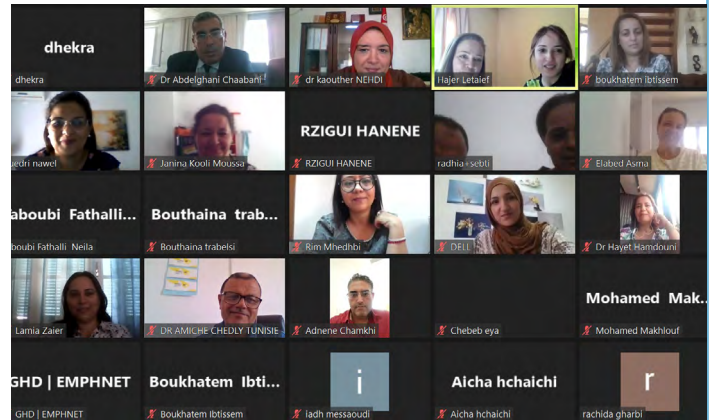 dhekra
dhekra
Dr Abdelghani Chaabani
dr kaouther NEHDI
Hajer Letaief
boukhatem ibtissem
edri nawel
Janina Kooli Moussa
RZIGUI HANENE
RZIGUI HANENE
radhia sebti
Elabed Asma
aboubi Fathalli...
boubi Fathalli Neila
Bouthaina trab...
Bouthaina trabelsi
Rim Mhedhbi
DELL
Dr Hayet Hamdouni
Lamia Zaier
DR AMICHE CHEDLY TUNISIE
Adnene Chamkhi
Chebeb eya
Mohamed Mak..
Mohamed Makhlouf
GHD | EMPHNET
GHD | EMPHNET
Boukhatem Ibti...
Boukhatem Ibtissem
i
iadh messaoudi
Aicha hchaichi
Aicha hchaichi
r
rachida gharbi